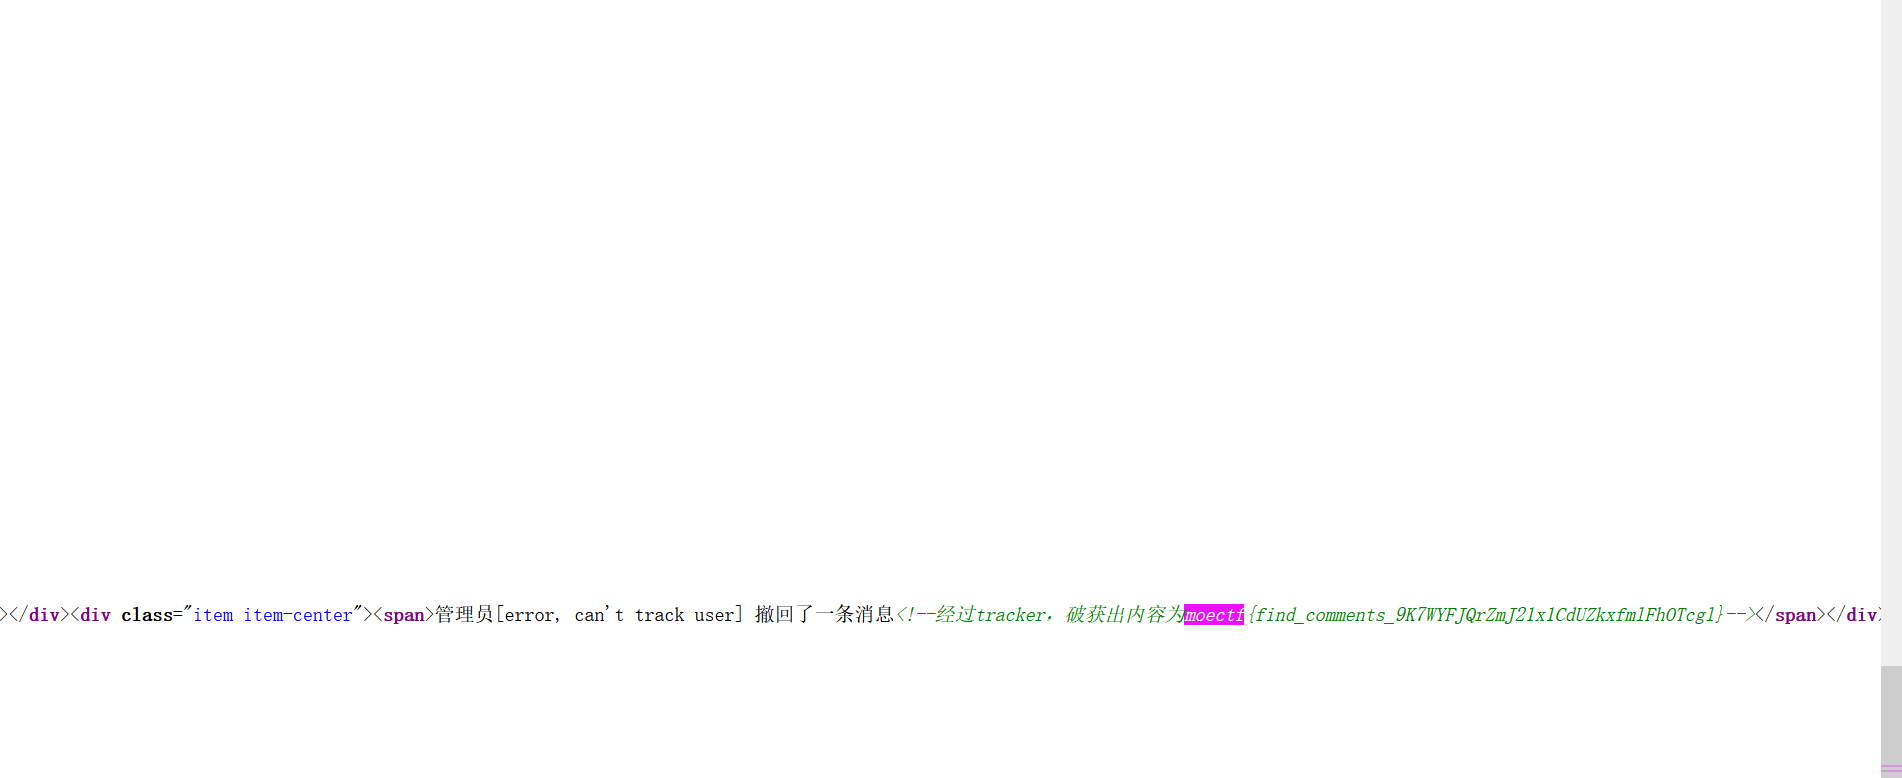 ></div><div class="item item-center"><span>管理员[error, can't track user] 撤回了一条消息<!--经过tracker，破获出内容为moectf{find_comments_9K7WYFJQrZmJ2lxlCdUZkxfmlFhOTcgl}--></span></div>